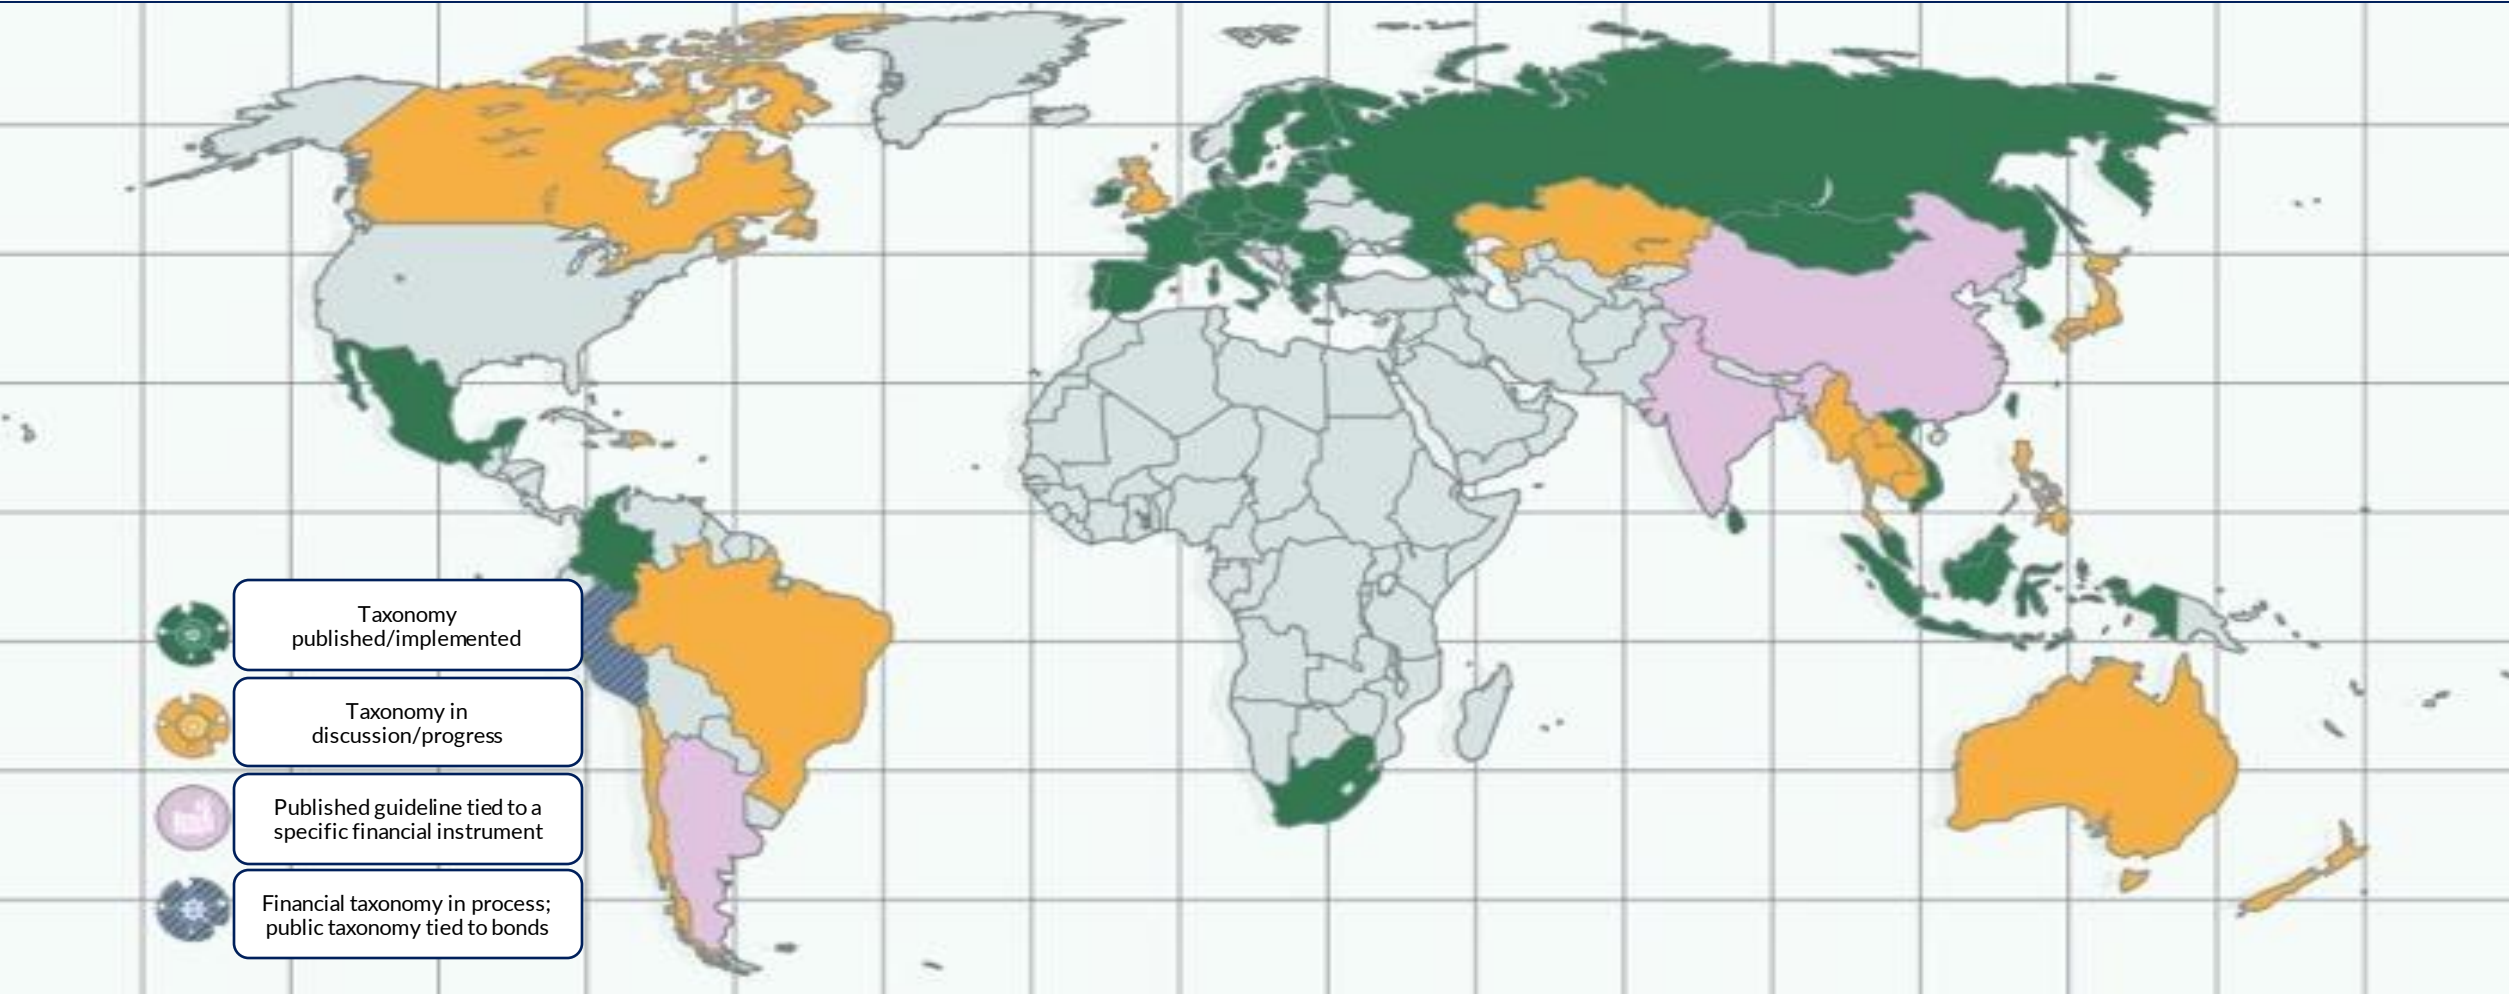 Taxonomy
published/implemented
Taxonomy in
discussion/progress
Published guideline tied to a
specific financial instrument
Financial taxonomy in process;
public taxonomy tied to bonds